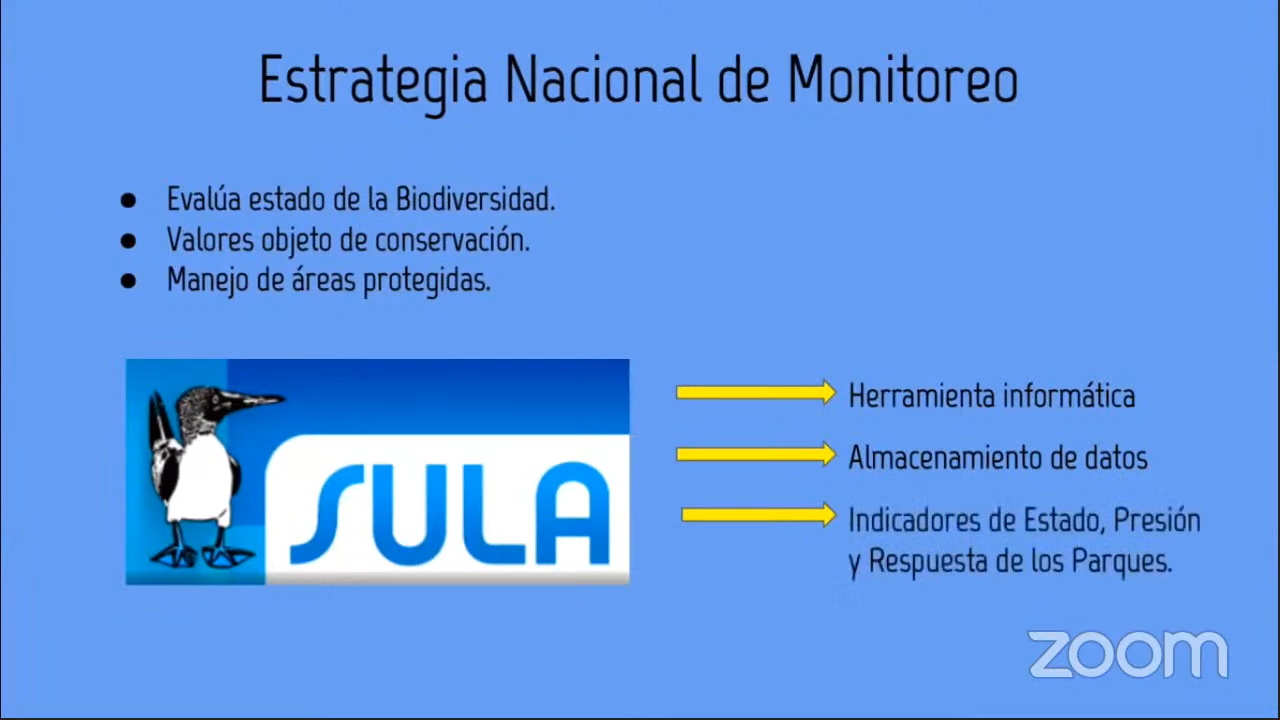 Estrategia Nacional de Monitoreo
● Evalúa estado de la Biodiversidad.
● Valores objeto de conservación.
● Manejo de áreas protegidas.
SULA
Herramienta informática
Almacenamiento de datos
Indicadores de Estado, Presión
y Respuesta de los Parques.
zoom